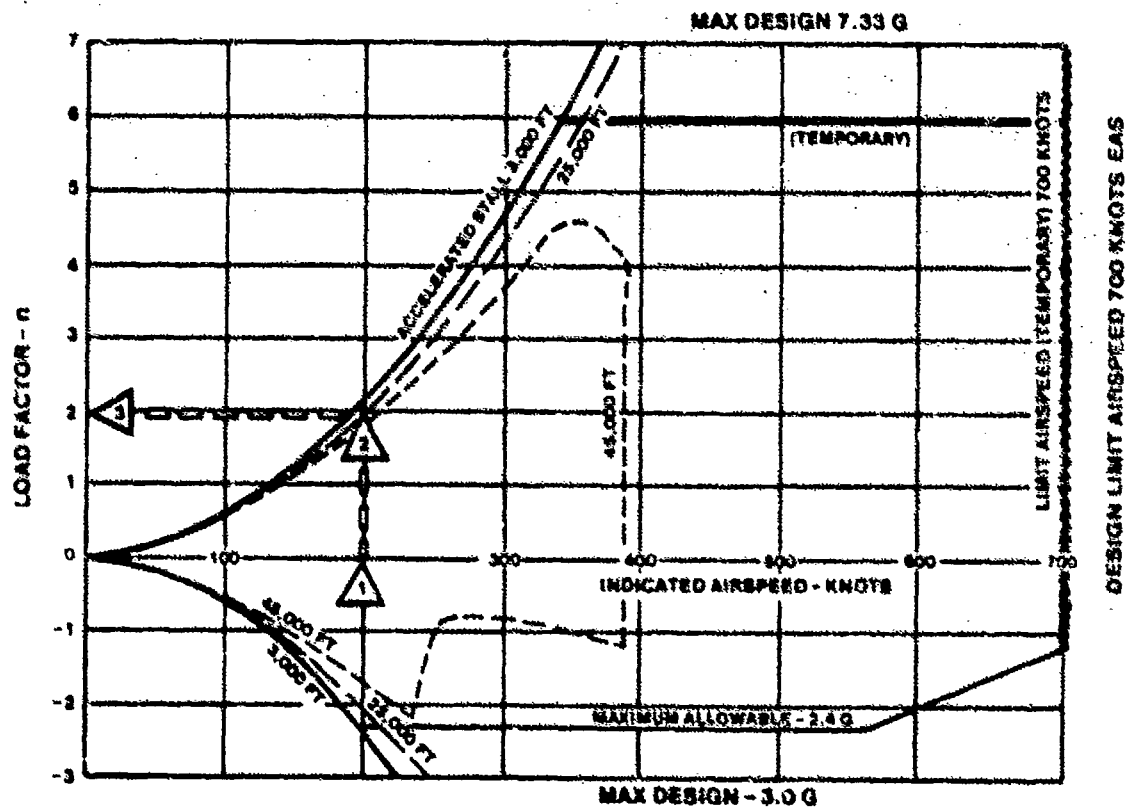 MAX DESIGN 7.33 G
7
6
5
4
3
2
1
0
-1
-2
-3
LOAD FACTOR - n
ACCELERATED STALL 3,000 FT
25,000 FT
(TEMPORARY)
LIMIT AIRSPEED (TEMPORARY) 700 KNOTS
DESIGN LIMIT AIRSPEED 700 KNOTS EAS
45,000 FT
3
2
1
100
300
400
500
600
700
INDICATED AIRSPEED - KNOTS
45,000 FT
3,000 FT
25,000 FT
MAXIMUM ALLOWABLE - 2.4 G
MAX DESIGN - 3.0 G